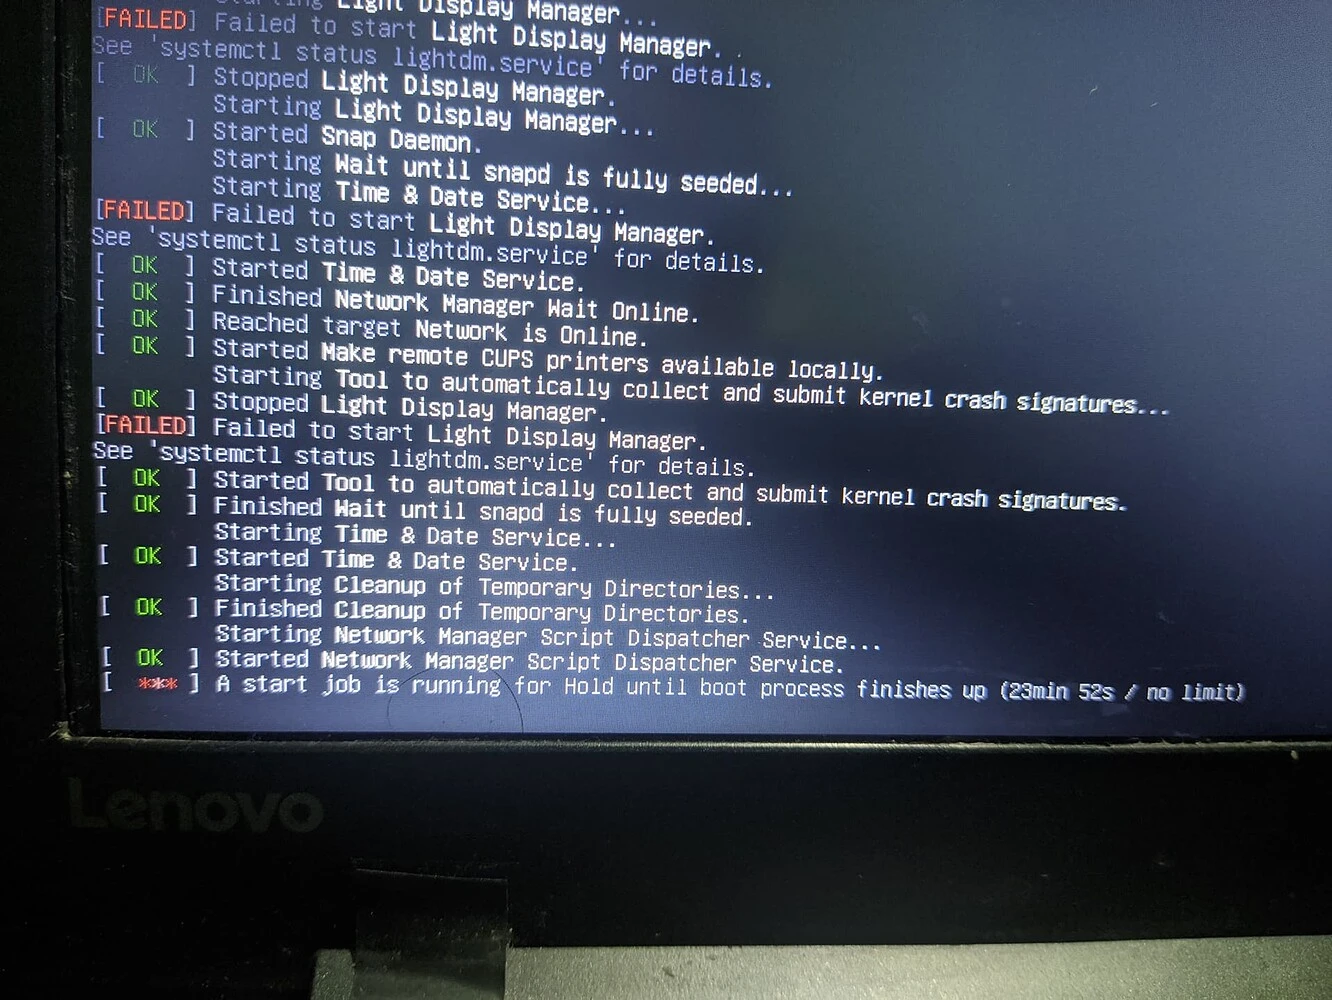 Starting Light Display Manager...
[FAILED] Failed to start Light Display Manager.
See 'systemctl status lightdm.service' for details.
[ OK ] Stopped Light Display Manager.
Starting Light Display Manager...
[ OK ] Started Snap Daemon.
Starting Wait until snapd is fully seeded...
Starting Time & Date Service...
[FAILED] Failed to start Light Display Manager.
See 'systemctl status lightdm.service' for details.
[ OK ] Started Time & Date Service.
[ OK ] Finished Network Manager Wait Online.
[ OK ] Reached target Network is Online.
[ OK ] Started Make remote CUPS printers available locally.
Starting Tool to automatically collect and submit kernel crash signatures...
[ OK ] Stopped Light Display Manager.
[FAILED] Failed to start Light Display Manager.
See 'systemctl status lightdm.service' for details.
[ OK ] Started Tool to automatically collect and submit kernel crash signatures.
[ OK ] Finished Wait until snapd is fully seeded.
Starting Time & Date Service...
[ OK ] Started Time & Date Service.
Starting Cleanup of Temporary Directories...
[ OK ] Finished Cleanup of Temporary Directories.
Starting Network Manager Script Dispatcher Service...
[ OK ] Started Network Manager Script Dispatcher Service.
[ *** ] A start job is running for Hold until boot process finishes up (23min 52s / no limit)
Lenovo